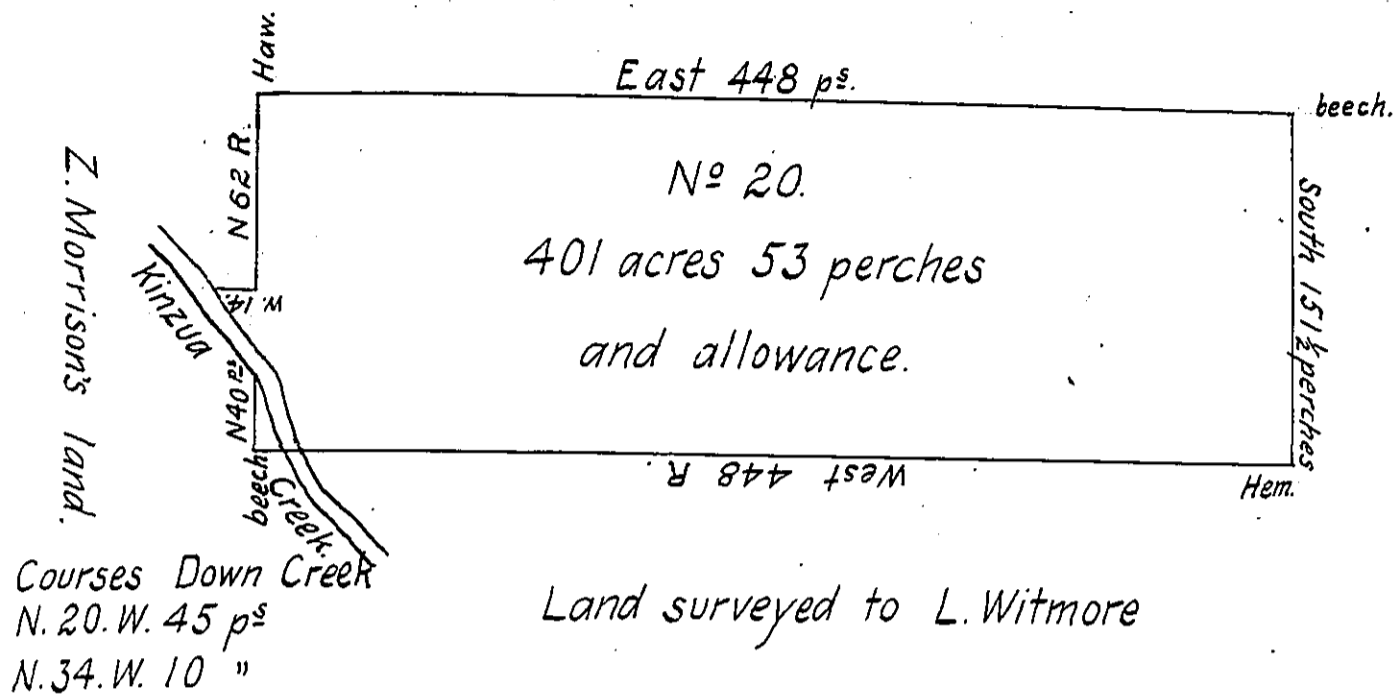 Haw.
East 448 pˢ.
beech.
N 62 R.
Nº 20.
401 acres 53 perches
and allowance.
South 151½ perches
Z. Morrison's land.
W. 14.
Kinzua
Creek.
N 40 Pˢ
beech
West 448 R.
Hem.
Courses Down Creek
N. 20. W. 45 pˢ
N. 34. W. 10 "
Land surveyed to L. Witmore